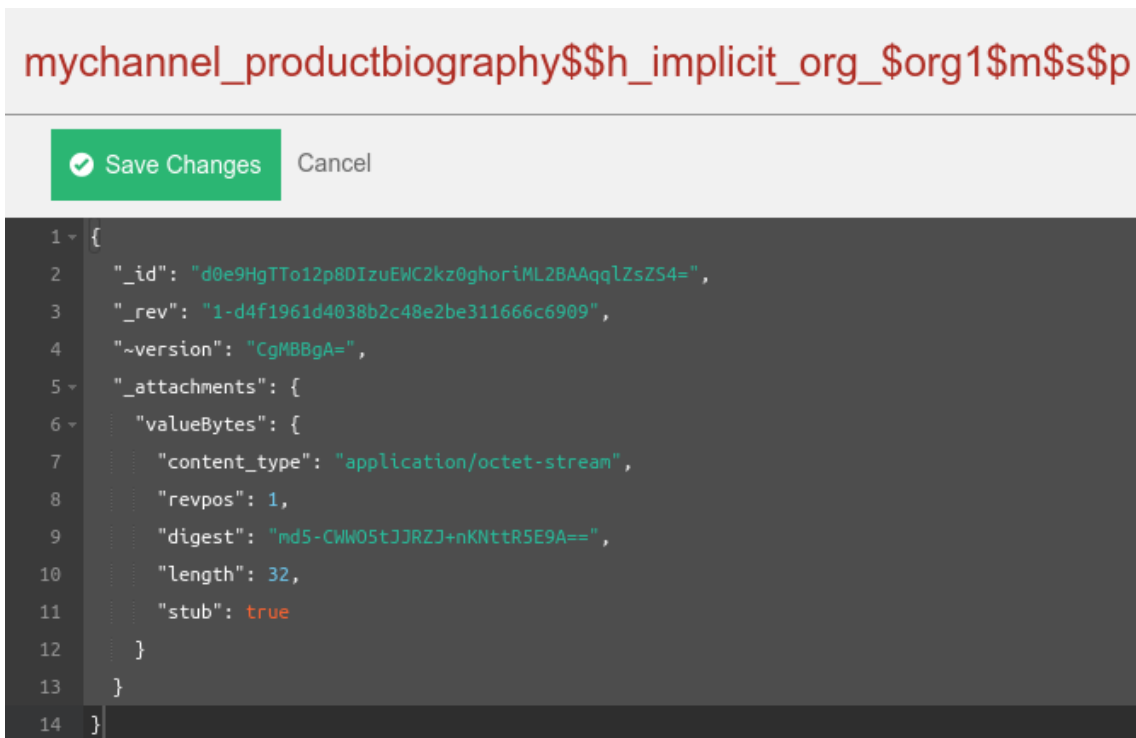 mychannel_productbiography$$h_implicit_org_$org1$m$s$p
Save Changes Cancel
1 {
2 "_id": "d0e9HgTTo12p8DIzuEWC2kz0ghoriML2BAAqqlZsZS4=",
3 "_rev": "1-d4f1961d4038b2c48e2be311666c6909",
4 "~version": "CgMBBgA=",
5 "_attachments": {
6 "valueBytes": {
7 "content_type": "application/octet-stream",
8 "revpos": 1,
9 "digest": "md5-CWWO5tJJRZJ+nKNttR5E9A==",
10 "length": 32,
11 "stub": true
12 }
13 }
14 }